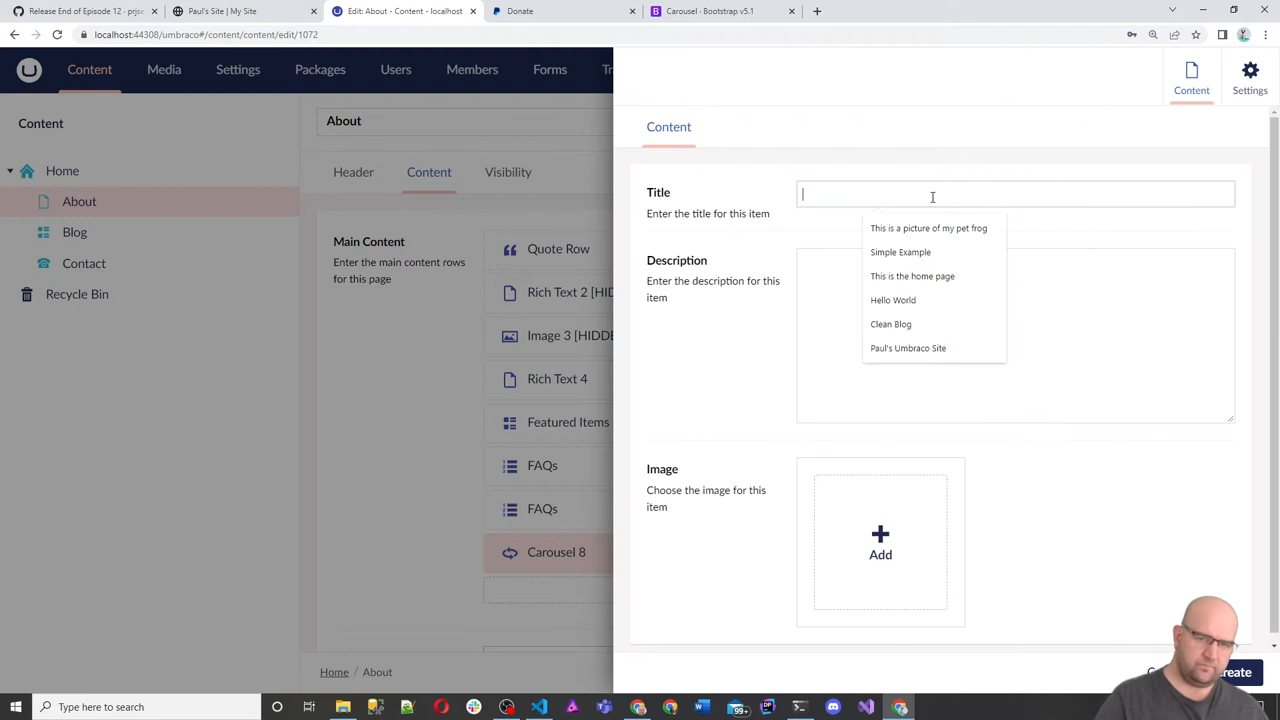 Release End of Episode 12 · prjse
Paul's Site | My Site
Edit: About - Content - localhost
Donate
Carousel · Bootstrap v5.1
localhost:44308/umbraco#/content/content/edit/1072
Content
Media
Settings
Packages
Users
Members
Forms
Tr
Content
Settings
Content
Home
About
Blog
Contact
Recycle Bin
About
Header
Content
Visibility
Main Content
Enter the main content rows
for this page
Quote Row
Rich Text 2 [HID
Image 3 [HIDDE
Rich Text 4
Featured Items
FAQs
FAQs
Carousel 8
Home / About
Content
Title
Enter the title for this item
This is a picture of my pet frog
Simple Example
This is the home page
Hello World
Clean Blog
Paul's Umbraco Site
Description
Enter the description for this
item
Image
Choose the image for this
item
Add
reate
Type here to search
99+